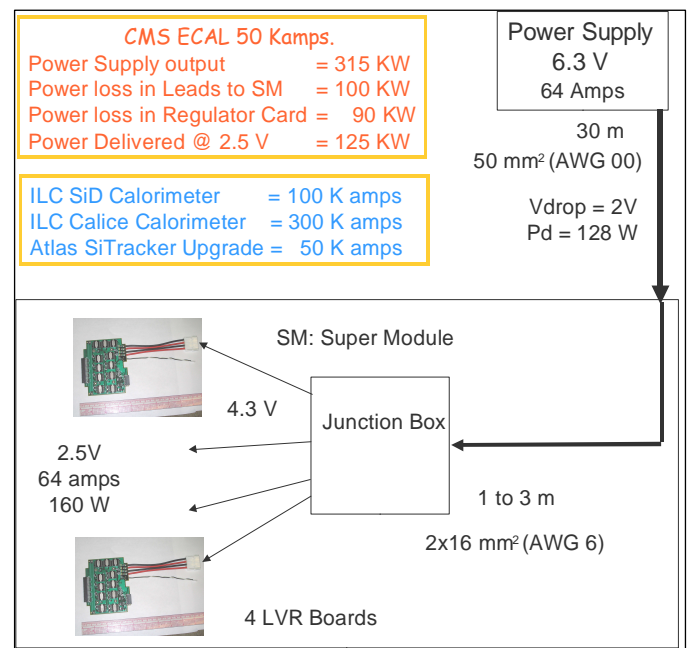 CMS ECAL 50 Kamps.
Power Supply output = 315 KW
Power loss in Leads to SM = 100 KW
Power loss in Regulator Card = 90 KW
Power Delivered @ 2.5 V = 125 KW
ILC SiD Calorimeter = 100 K amps
ILC Calice Calorimeter = 300 K amps
Atlas SiTracker Upgrade = 50 K amps
Power Supply
6.3 V
64 Amps
30 m
50 mm² (AWG 00)
Vdrop = 2V
Pd = 128 W
SM: Super Module
4.3 V
Junction Box
2.5V
64 amps
160 W
1 to 3 m
2x16 mm² (AWG 6)
4 LVR Boards